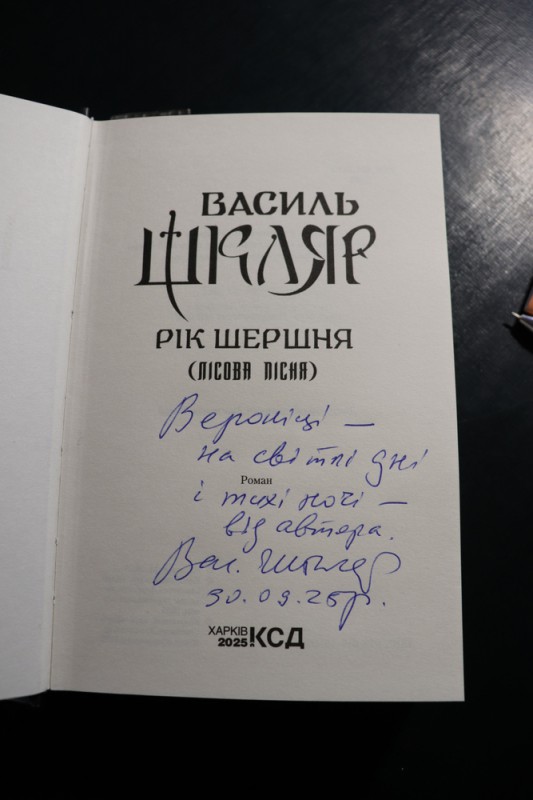 ВАСИЛЬ
ШКЛЯР
РІК ШЕРШНЯ
(ЛІСОВА ПІСНЯ)
Вероніці —
на світлі дні
Роман
і тихі ночі —
від автора.
Вас. Шкляр
30.09.25р.
ХАРКІВ
2025
КСД